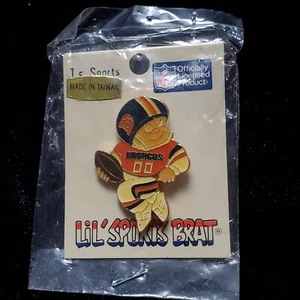 Sports
MADE IN TAIWAN
NFL
Officially
Licensed
Product
BRONCOS
00
LIL' SPORTS BRAT